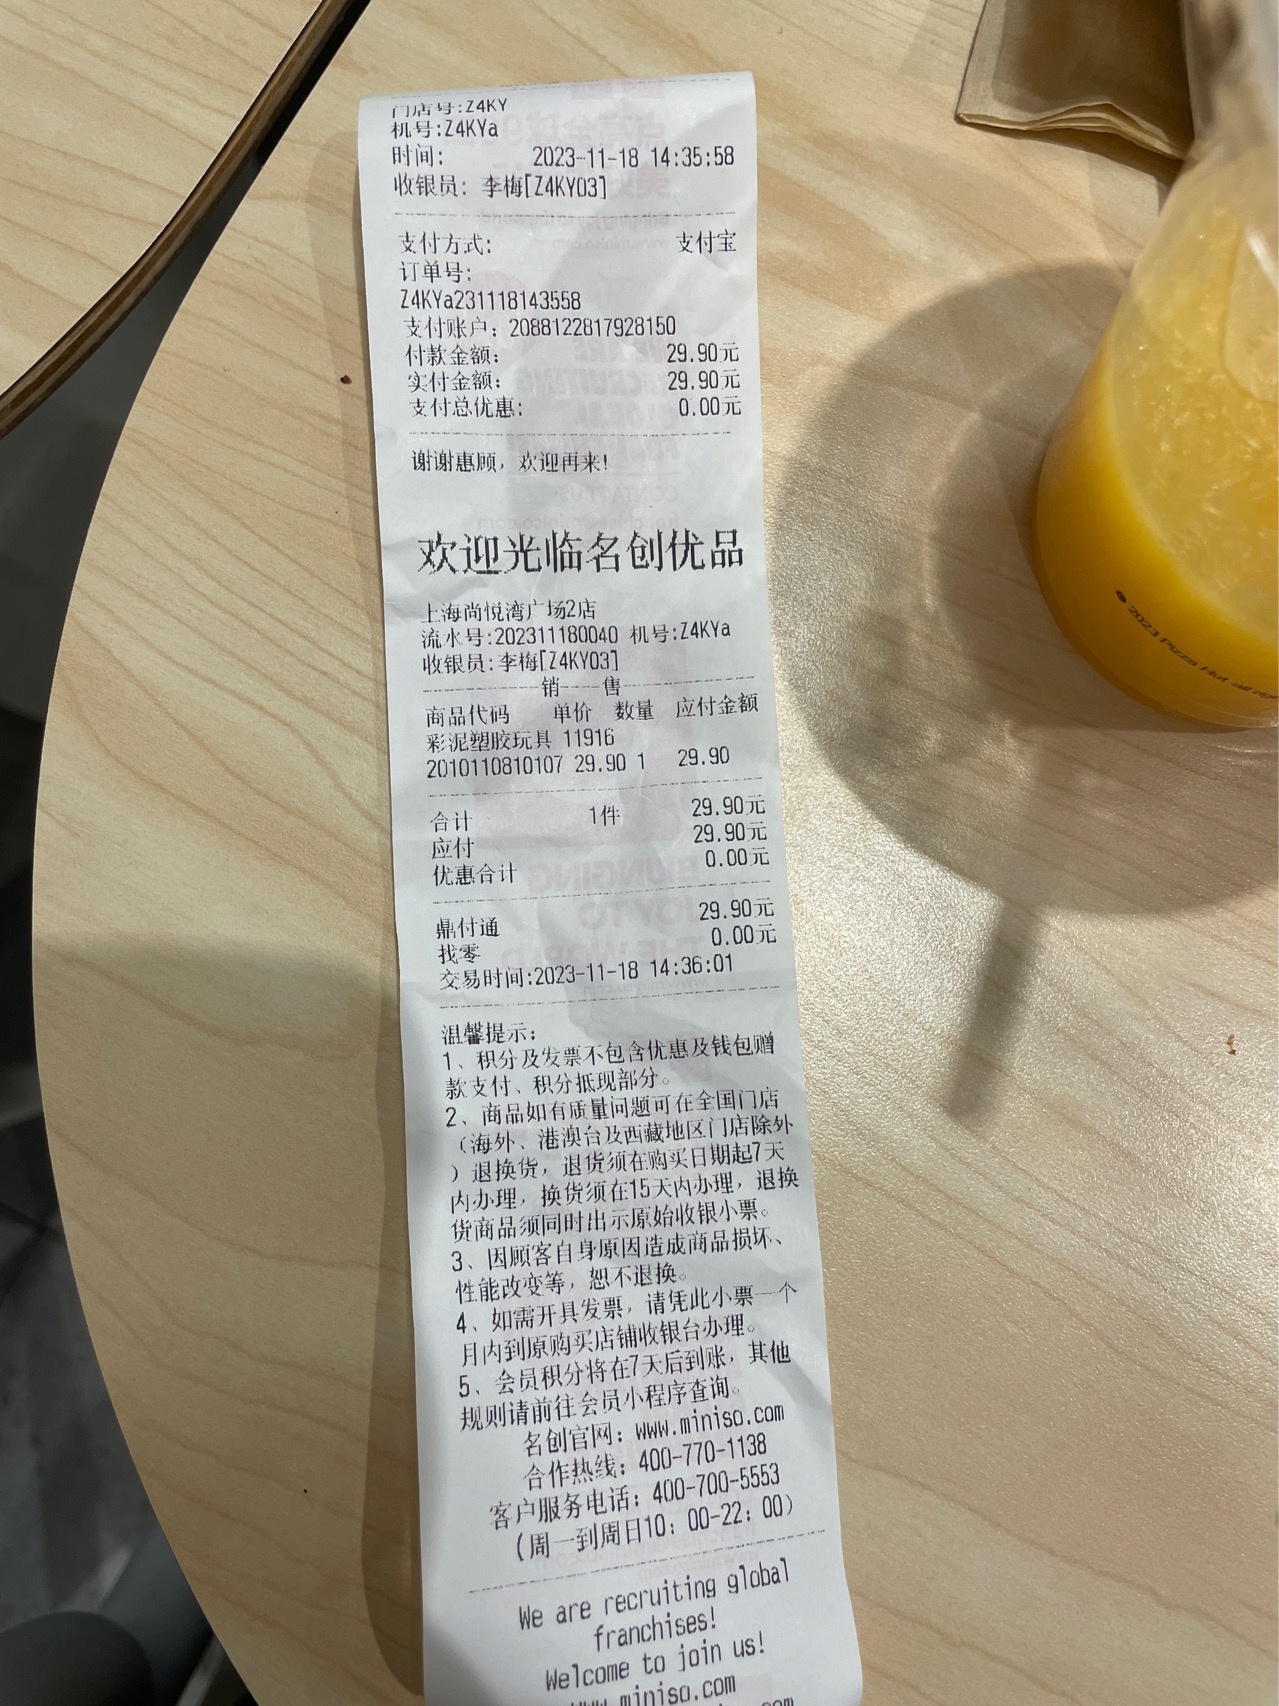 门店号:Z4KY
机号:Z4KYa
时间: 2023-11-18 14:35:58
收银员: 李梅[Z4KY03]
支付方式: 支付宝
订单号:
Z4KYa231118143558
支付账户: 2088122817928150
付款金额: 29.90元
实付金额: 29.90元
支付总优惠: 0.00元
谢谢惠顾, 欢迎再来!
欢迎光临名创优品
上海尚悦湾广场2店
流水号:202311180040 机号:Z4KYa
收银员:李梅[Z4KY03]
销----售
商品代码 单价 数量 应付金额
彩泥塑胶玩具 11916
2010110810107 29.90 1 29.90
合计 1件 29.90元
应付 29.90元
优惠合计 0.00元
鼎付通 29.90元
找零 0.00元
交易时间:2023-11-18 14:36:01
温馨提示:
1、积分及发票不包含优惠及钱包赠
款支付、积分抵现部分。
2、商品如有质量问题可在全国门店
（海外、港澳台及西藏地区门店除外
）退换货, 退货须在购买日期起7天
内办理, 换货须在15天内办理, 退换
货商品须同时出示原始收银小票。
3、因顾客自身原因造成商品损坏、
性能改变等, 恕不退换。
4、如需开具发票, 请凭此小票一个
月内到原购买店铺收银台办理。
5、会员积分将在7天后到账, 其他
规则请前往会员小程序查询。
名创官网: www.miniso.com
合作热线: 400-770-1138
客户服务电话: 400-700-5553
(周一到周日10: 00-22: 00)
We are recruiting global
franchises!
Welcome to join us!
www.miniso.com
© 2023 Pizza Hut all rig